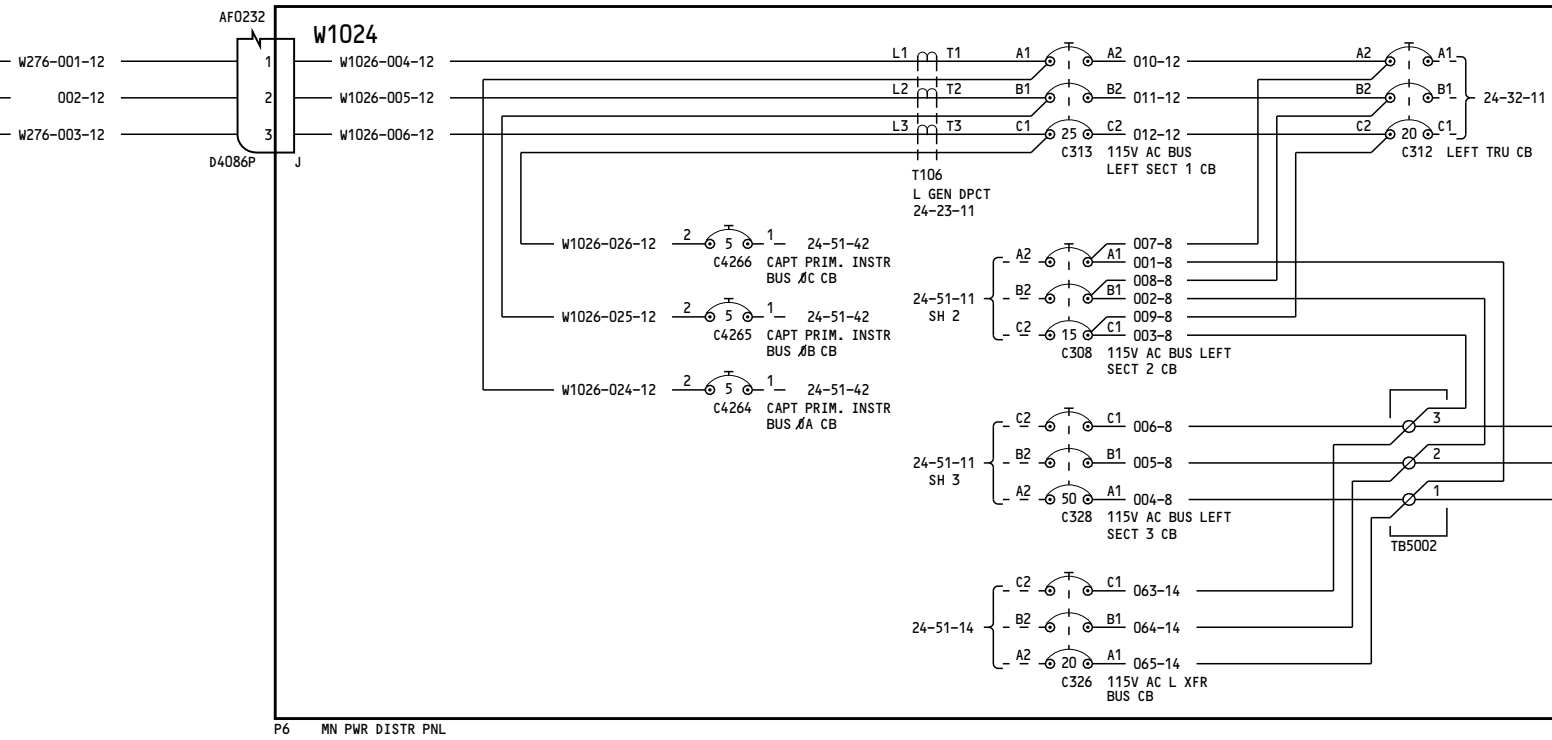 AF0232
W1024
W276-001-12 1 W1026-004-12 L1 T1 A1 A2 010-12 A2 A1
002-12 2 W1026-005-12 L2 T2 B1 B2 011-12 B2 B1 24-32-11
W276-003-12 3 W1026-006-12 L3 T3 C1 25 C2 012-12 C2 20 C1
D4086P J
C313 115V AC BUS
LEFT SECT 1 CB
C312 LEFT TRU CB
T106
L GEN DPCT
24-23-11
W1026-026-12 2 5 1 24-51-42
C4266 CAPT PRIM. INSTR
BUS ØC CB
W1026-025-12 2 5 1 24-51-42
C4265 CAPT PRIM. INSTR
BUS ØB CB
W1026-024-12 2 5 1 24-51-42
C4264 CAPT PRIM. INSTR
BUS ØA CB
007-8
A2 A1 001-8
008-8
24-51-11 B2 B1 002-8
SH 2
009-8
C2 15 C1 003-8
C308 115V AC BUS LEFT
SECT 2 CB
C2 C1 006-8 3
24-51-11 B2 B1 005-8 2
SH 3
A2 50 A1 004-8 1
C328 115V AC BUS LEFT
SECT 3 CB
TB5002
C2 C1 063-14
24-51-14 B2 B1 064-14
A2 20 A1 065-14
C326 115V AC L XFR
BUS CB
P6 MN PWR DISTR PNL